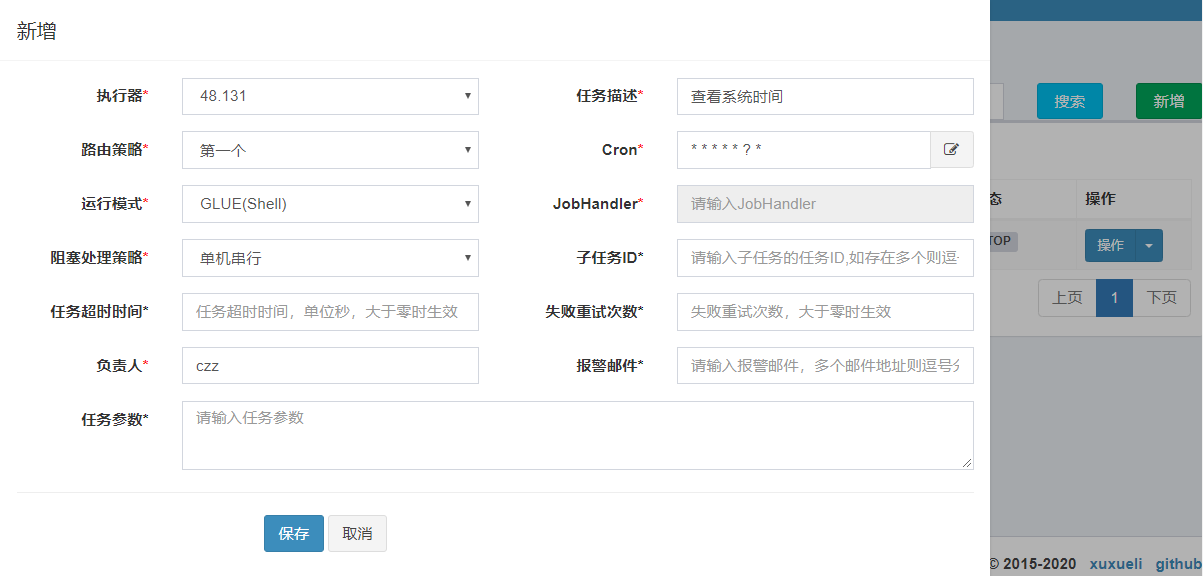 新增
执行器* 48.131 任务描述* 查看系统时间
路由策略* 第一个 Cron* * * * * * ? *
运行模式* GLUE(Shell) JobHandler* 请输入JobHandler
阻塞处理策略* 单机串行 子任务ID* 请输入子任务的任务ID,如存在多个则逗
任务超时时间* 任务超时时间，单位秒，大于零时生效 失败重试次数* 失败重试次数，大于零时生效
负责人* czz 报警邮件* 请输入报警邮件，多个邮件地址则逗号
任务参数* 请输入任务参数
保存 取消
搜索 新增
态 操作
TOP 操作
上页 1 下页
© 2015-2020 xuxueli github